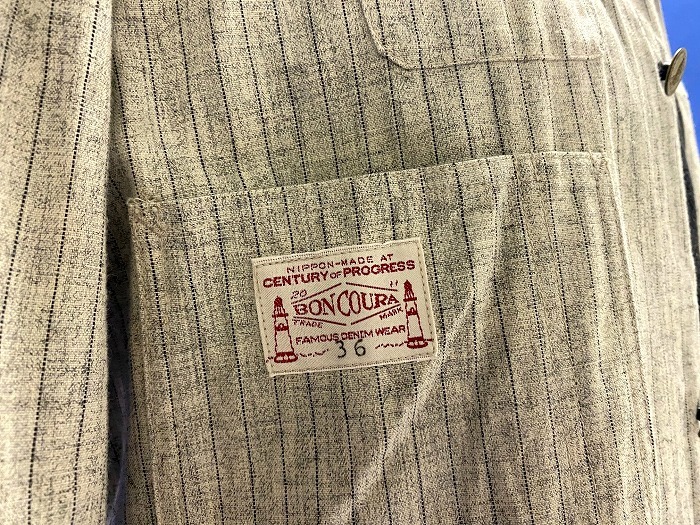 NIPPON-MADE AT
CENTURY OF PROGRESS
20 11
BONCOURA
TRADE MARK
FAMOUS DENIM WEAR
36